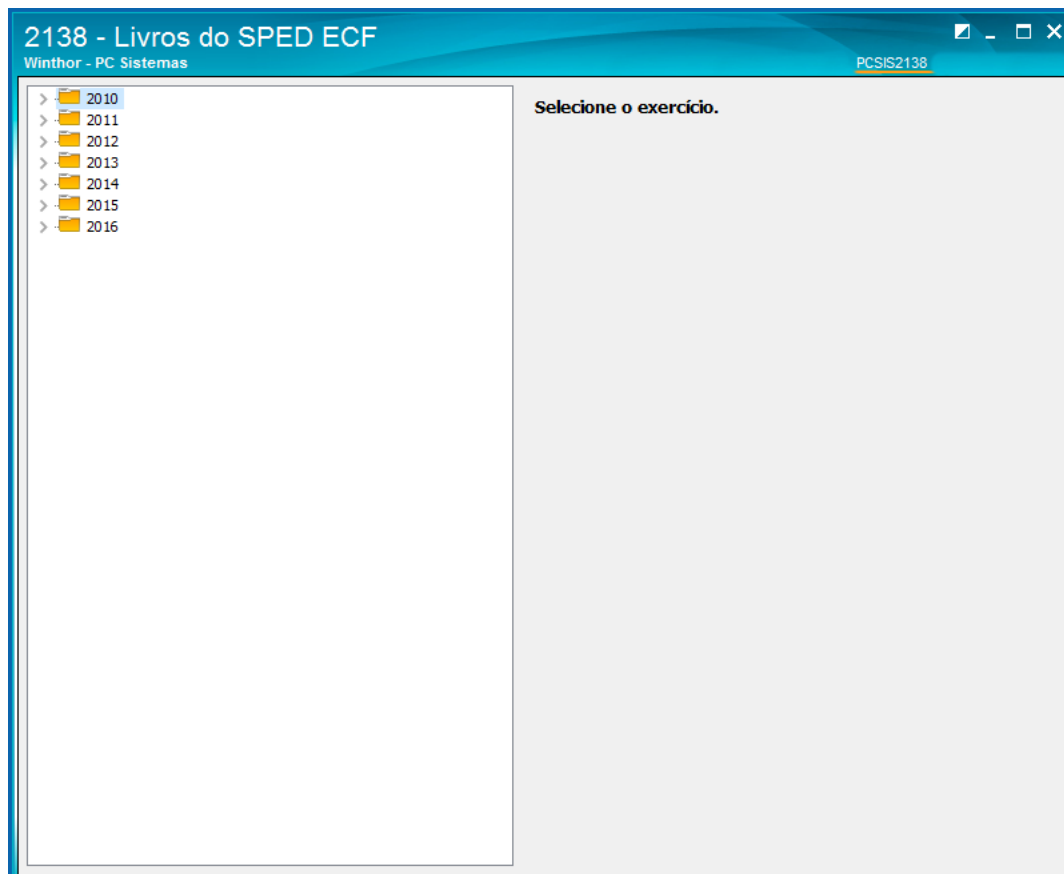 2138 - Livros do SPED ECF
Winthor - PC Sistemas
PCSIS2138
2010
2011
2012
2013
2014
2015
2016
Selecione o exercício.